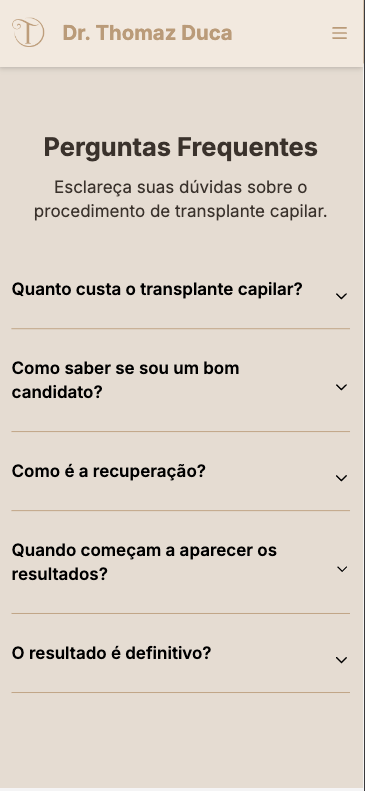 Dr. Thomaz Duca
Perguntas Frequentes
Esclareça suas dúvidas sobre o
procedimento de transplante capilar.
Quanto custa o transplante capilar?
Como saber se sou um bom
candidato?
Como é a recuperação?
Quando começam a aparecer os
resultados?
O resultado é definitivo?